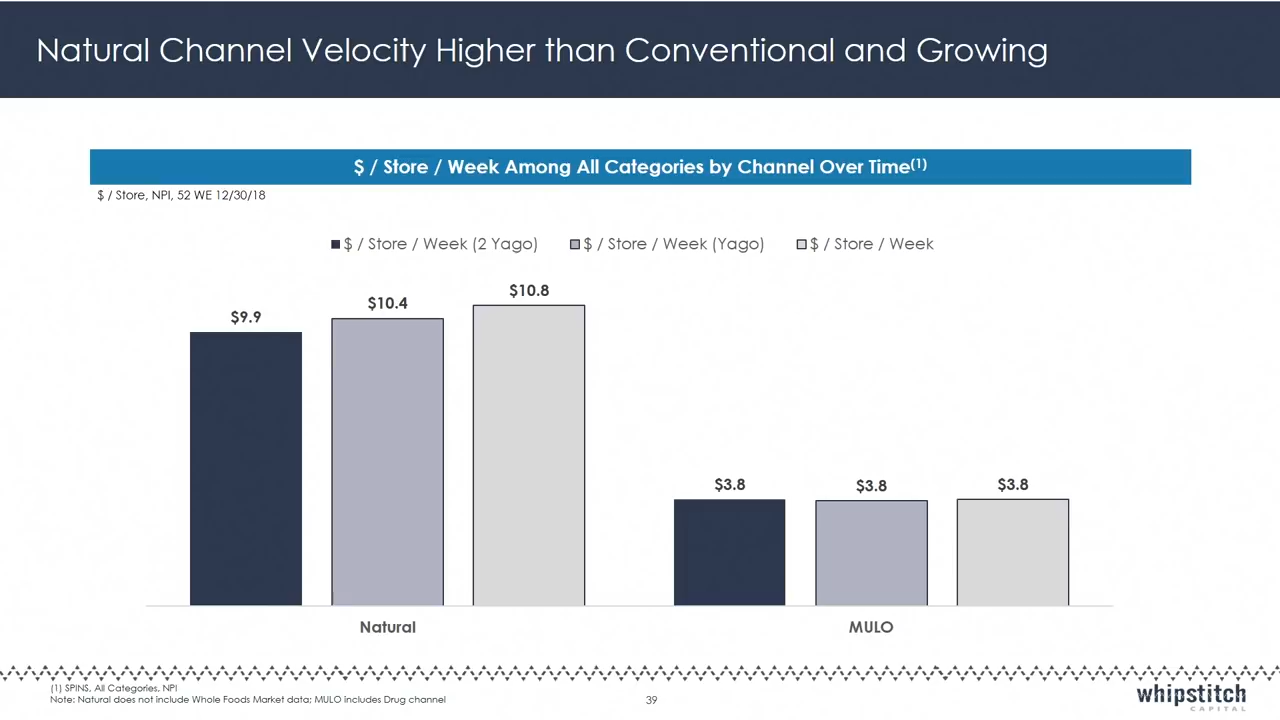 Natural Channel Velocity Higher than Conventional and Growing
$ / Store / Week Among All Categories by Channel Over Time(1)
$ / Store, NPI, 52 WE 12/30/18
$ / Store / Week (2 Yago) $ / Store / Week (Yago) $ / Store / Week
$9.9 $10.4 $10.8
$3.8 $3.8 $3.8
Natural MULO
(1) SPINS, All Categories, NPI
Note: Natural does not include Whole Foods Market data; MULO includes Drug channel
39
whipstitch
CAPITAL